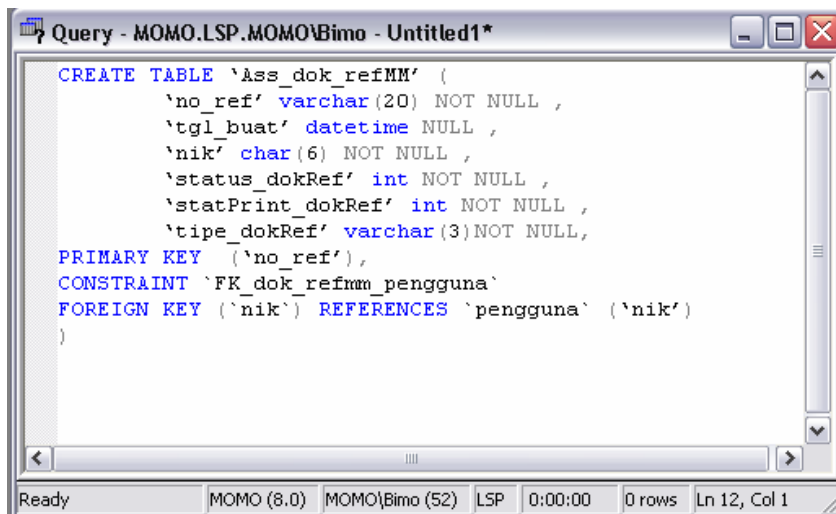 Query - MOMO.LSP.MOMO\Bimo - Untitled1*
CREATE TABLE ‛Ass_dok_refMM’ (
‛no_ref’ varchar(20) NOT NULL ,
‛tgl_buat’ datetime NULL ,
‛nik’ char(6) NOT NULL ,
‛status_dokRef’ int NOT NULL ,
‛statPrint_dokRef’ int NOT NULL ,
‛tipe_dokRef’ varchar(3)NOT NULL,
PRIMARY KEY (‛no_ref’),
CONSTRAINT `FK_dok_refmm_pengguna`
FOREIGN KEY (`nik`) REFERENCES `pengguna` (‛nik’)
)
Ready MOMO (8.0) MOMO\Bimo (52) LSP 0:00:00 0 rows Ln 12, Col 1